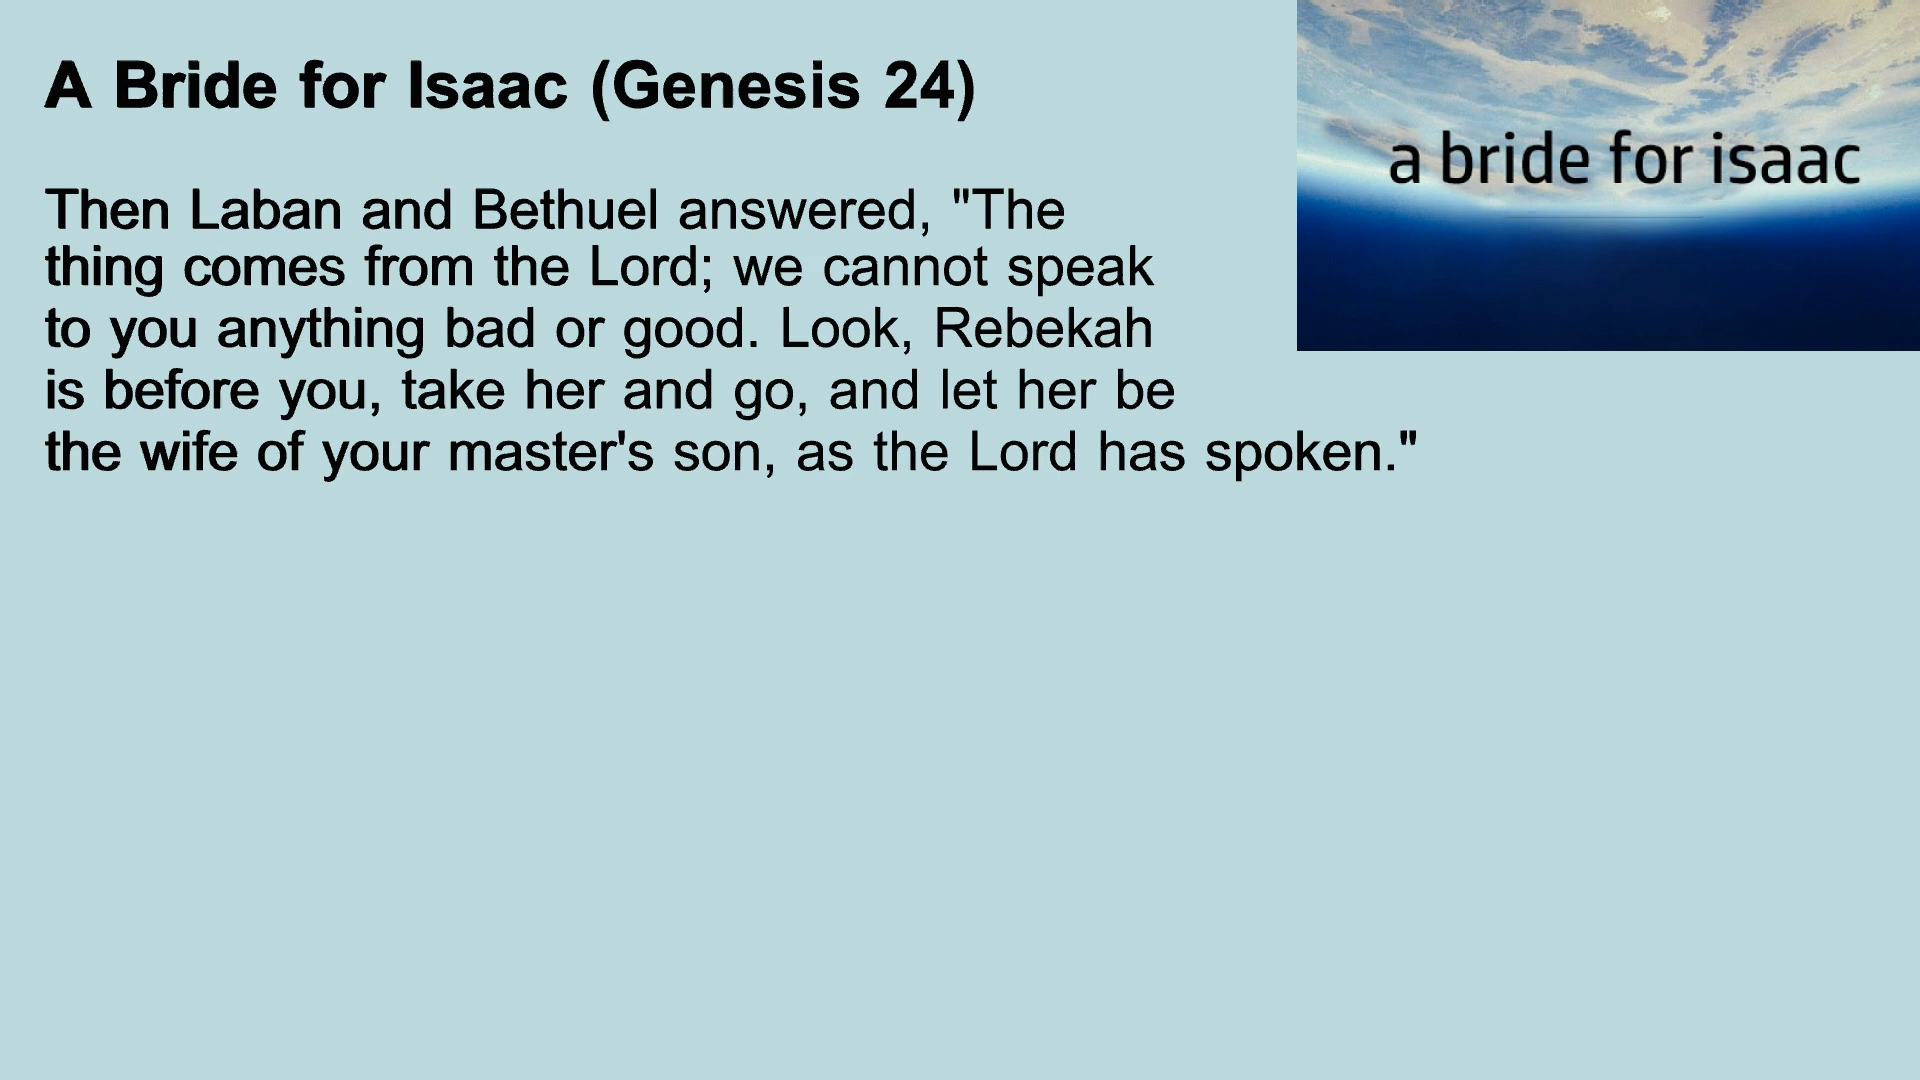 A Bride for Isaac (Genesis 24)
a bride for isaac
Then Laban and Bethuel answered, "The
thing comes from the Lord; we cannot speak
to you anything bad or good. Look, Rebekah
is before you, take her and go, and let her be
the wife of your master's son, as the Lord has spoken."